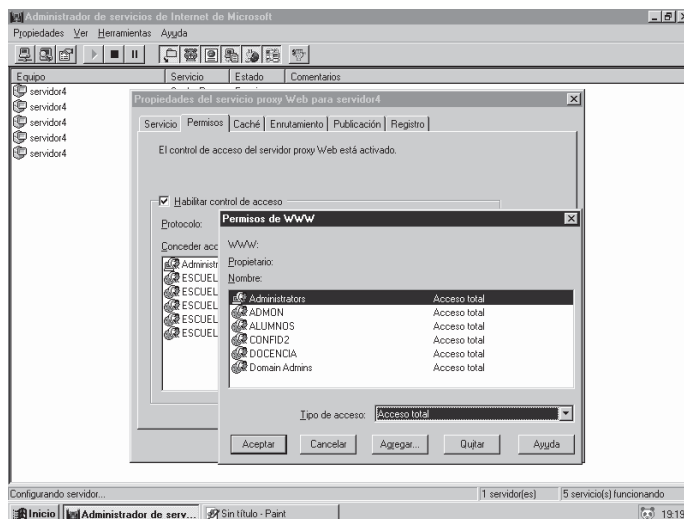 Administrador de servicios de Internet de Microsoft
Propiedades Ver Herramientas Ayuda
Equipo Servicio Estado Comentarios
servidor4
servidor4
servidor4
servidor4
servidor4
Propiedades del servicio proxy Web para servidor4
Servicio Permisos Caché Enrutamiento Publicación Registro
El control de acceso del servidor proxy Web está activado.
Habilitar control de acceso
Protocolo:
Conceder acc
Administr
ESCUEL
ESCUEL
ESCUEL
ESCUEL
ESCUEL
Permisos de WWW
WWW:
Propietario:
Nombre:
Administrators Acceso total
ADMON Acceso total
ALUMNOS Acceso total
CONFID2 Acceso total
DOCENCIA Acceso total
Domain Admins Acceso total
Tipo de acceso: Acceso total
Aceptar Cancelar Agregar... Quitar Ayuda
Configurando servidor... 1 servidor(es) 5 servicio(s) funcionando
Inicio Administrador de serv... Sin título - Paint 19:19